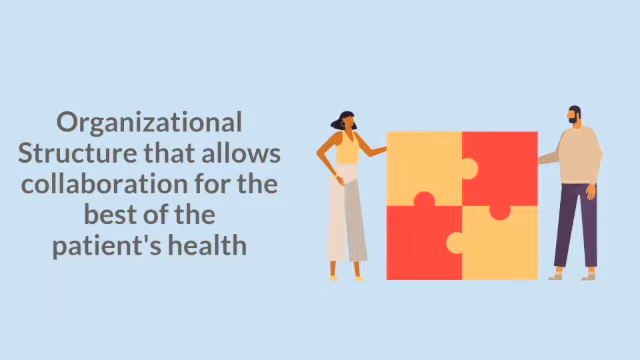 Organizational
Structure that allows
collaboration for the
best of the
patient's health